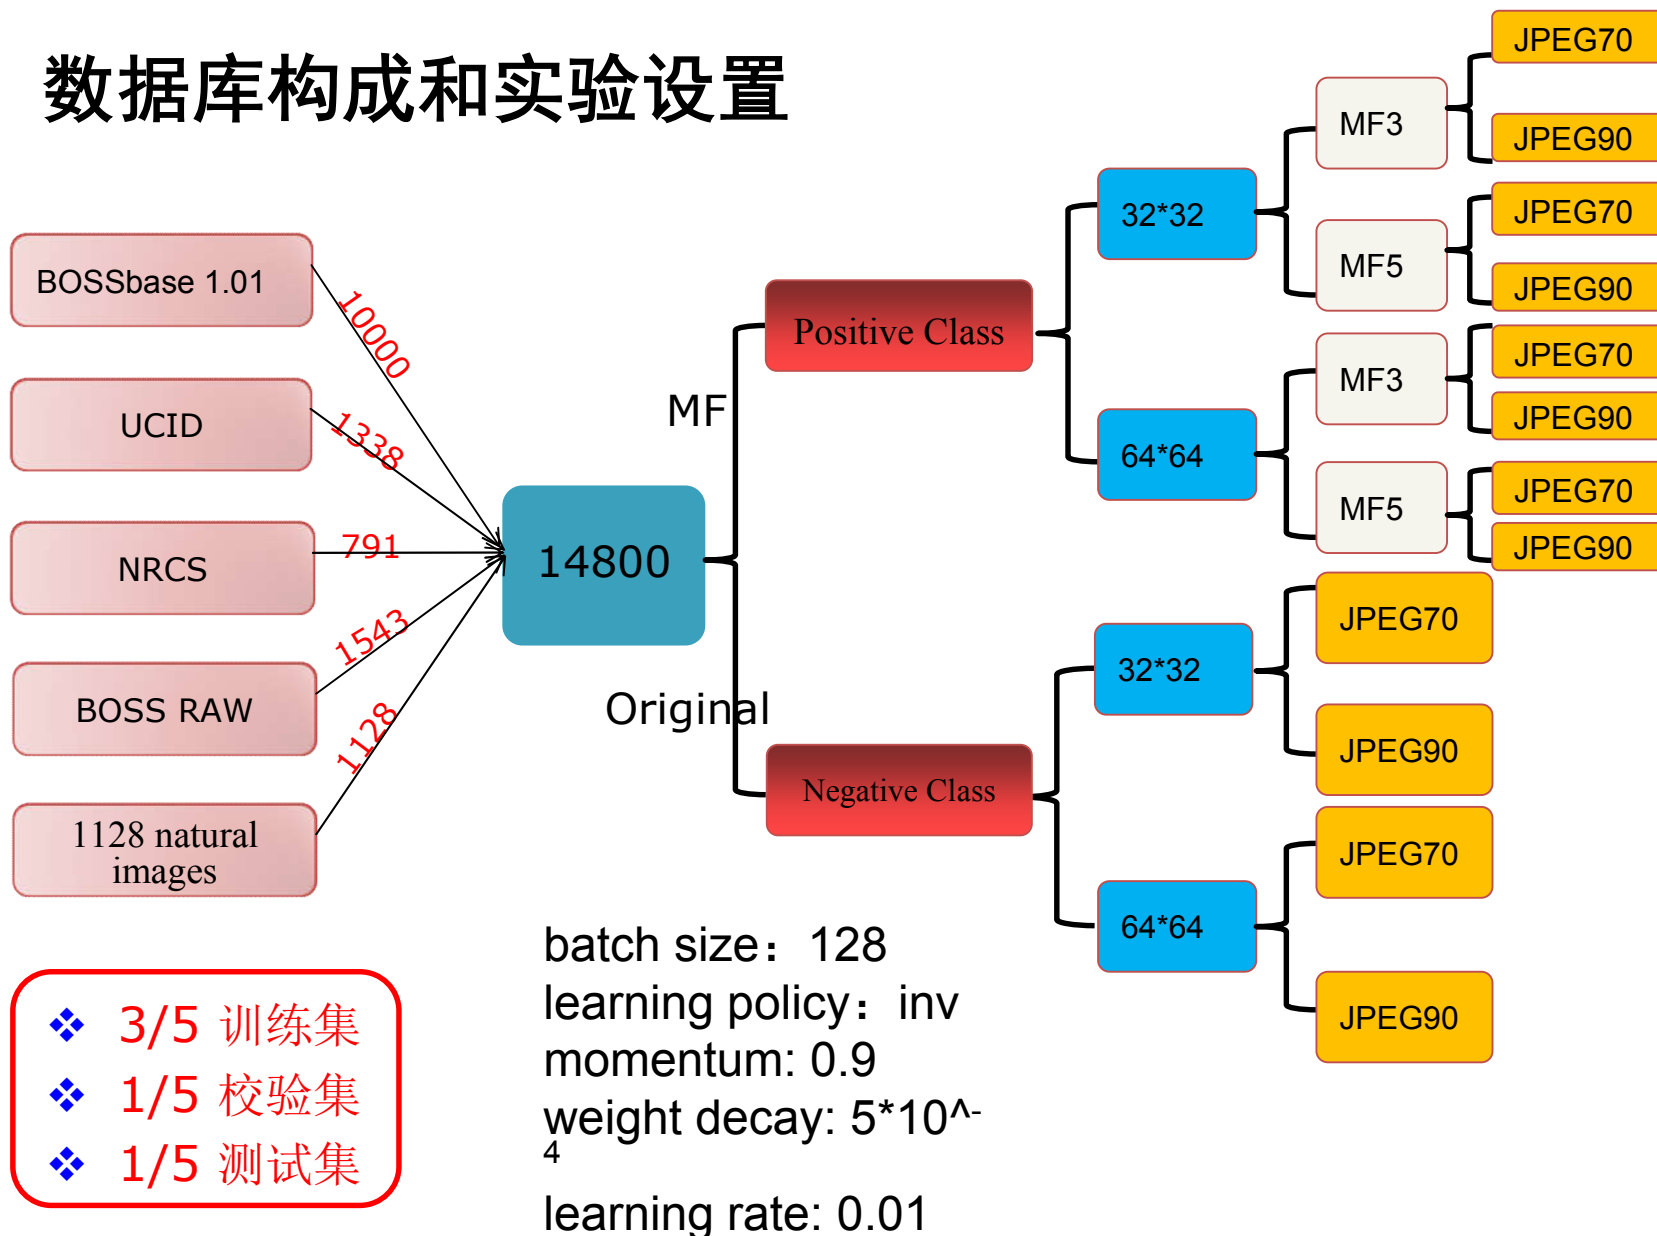 数据库构成和实验设置
BOSSbase 1.01
UCID
NRCS
BOSS RAW
1128 natural
images
10000
1338
791
1543
1128
14800
MF
Original
Positive Class
Negative Class
32*32
64*64
32*32
64*64
MF3
MF5
MF3
MF5
JPEG70
JPEG90
JPEG70
JPEG90
JPEG70
JPEG90
JPEG70
JPEG90
JPEG70
JPEG90
JPEG70
JPEG90
❖ 3/5 训练集
❖ 1/5 校验集
❖ 1/5 测试集
batch size：128
learning policy：inv
momentum: 0.9
weight decay: 5*10^-
4
learning rate: 0.01